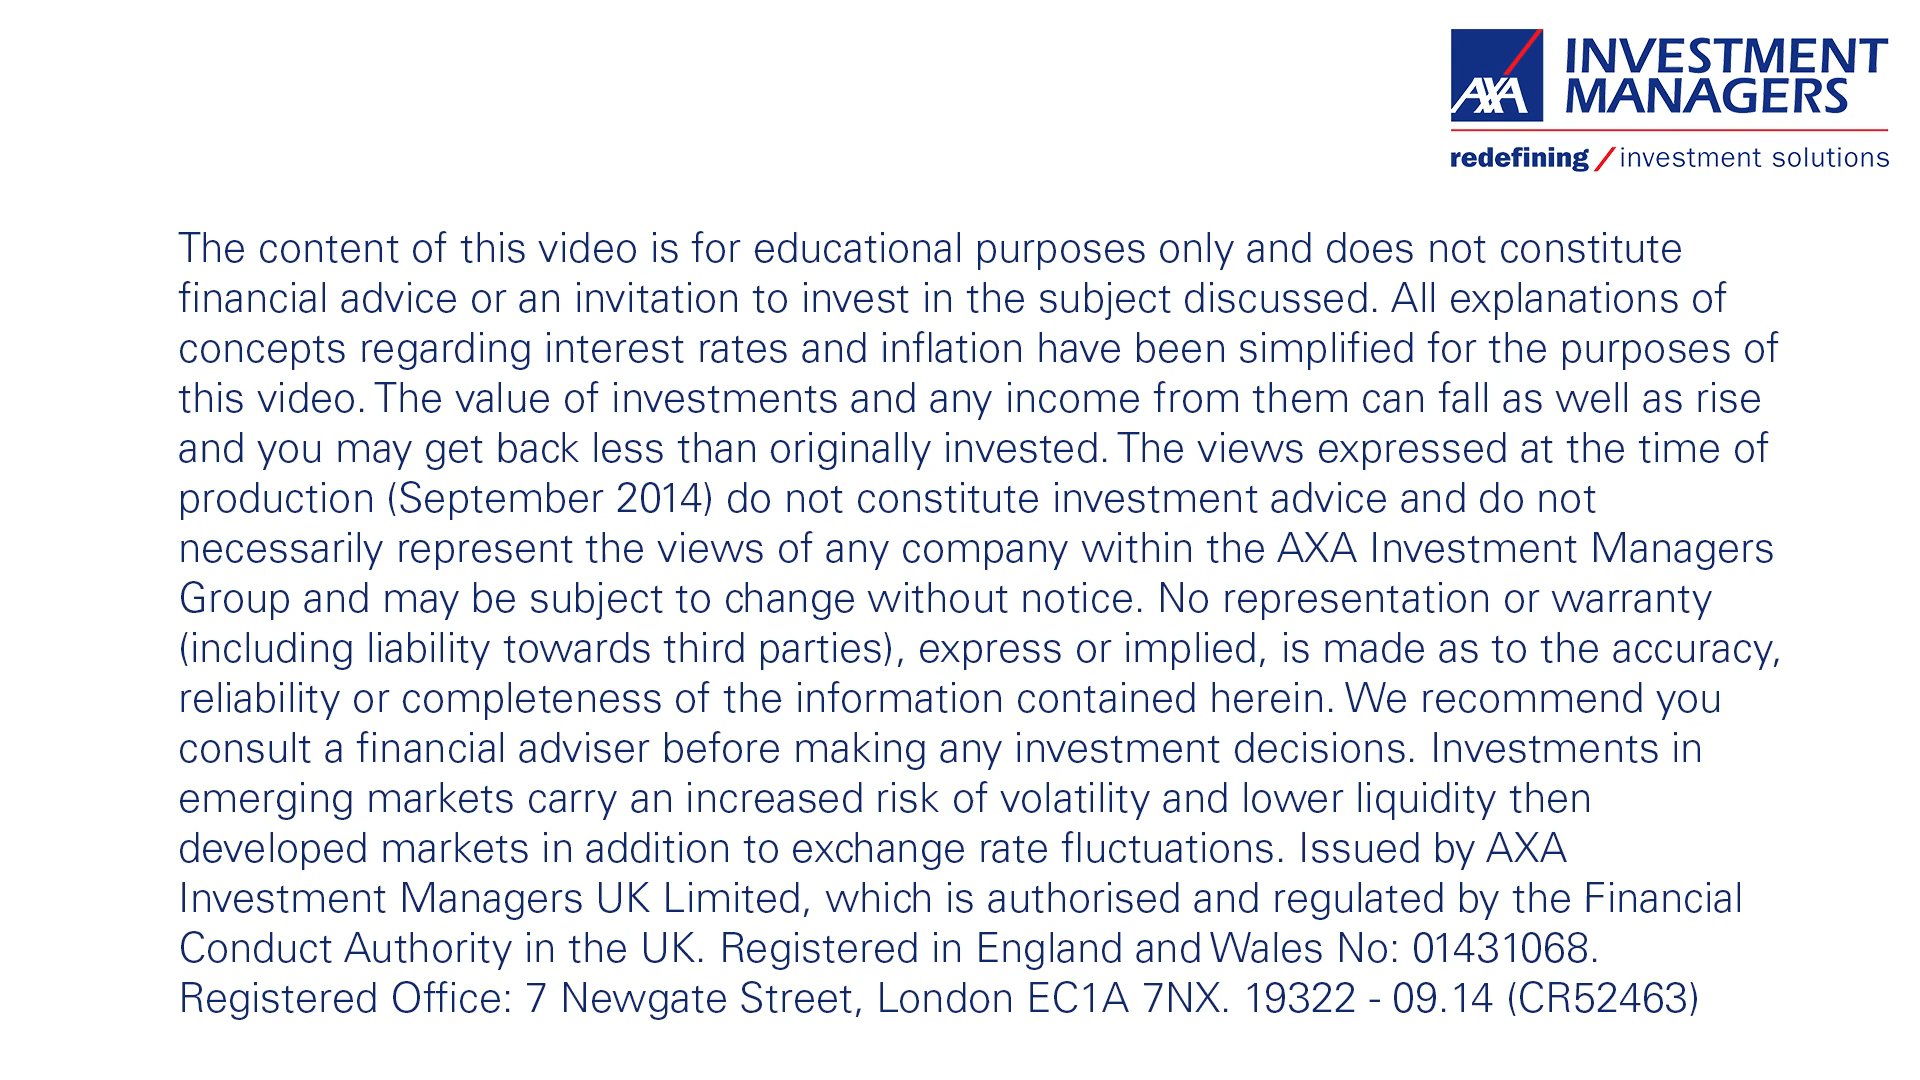 AXA INVESTMENT
MANAGERS
redefining / investment solutions
The content of this video is for educational purposes only and does not constitute
financial advice or an invitation to invest in the subject discussed. All explanations of
concepts regarding interest rates and inflation have been simplified for the purposes of
this video. The value of investments and any income from them can fall as well as rise
and you may get back less than originally invested. The views expressed at the time of
production (September 2014) do not constitute investment advice and do not
necessarily represent the views of any company within the AXA Investment Managers
Group and may be subject to change without notice. No representation or warranty
(including liability towards third parties), express or implied, is made as to the accuracy,
reliability or completeness of the information contained herein. We recommend you
consult a financial adviser before making any investment decisions. Investments in
emerging markets carry an increased risk of volatility and lower liquidity then
developed markets in addition to exchange rate fluctuations. Issued by AXA
Investment Managers UK Limited, which is authorised and regulated by the Financial
Conduct Authority in the UK. Registered in England and Wales No: 01431068.
Registered Office: 7 Newgate Street, London EC1A 7NX. 19322 - 09.14 (CR52463)